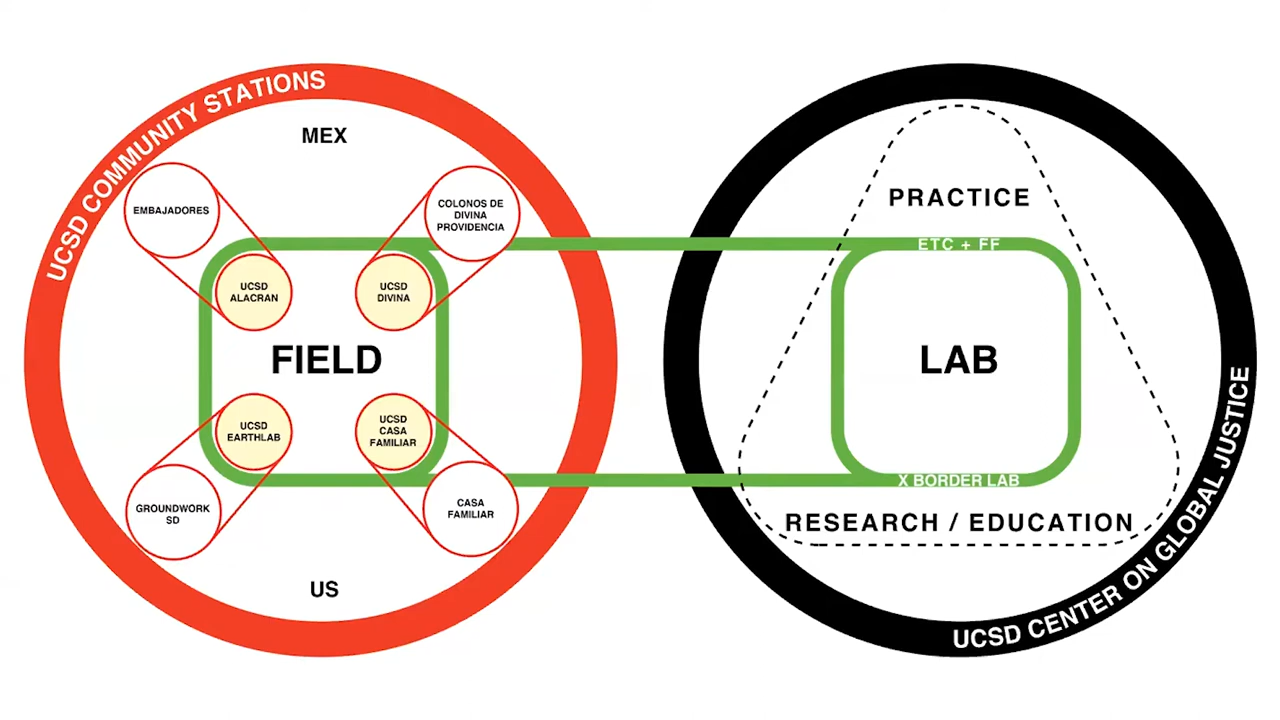 UCSD COMMUNITY STATIONS
MEX
EMBAJADORES
COLONOS DE
DIVINA
PROVIDENCIA
UCSD
ALACRAN
UCSD
DIVINA
FIELD
UCSD
EARTHLAB
UCSD
CASA
FAMILIAR
GROUNDWORK
SD
CASA
FAMILIAR
US
PRACTICE
ETC + FF
LAB
X BORDER LAB
RESEARCH / EDUCATION
UCSD CENTER ON GLOBAL JUSTICE